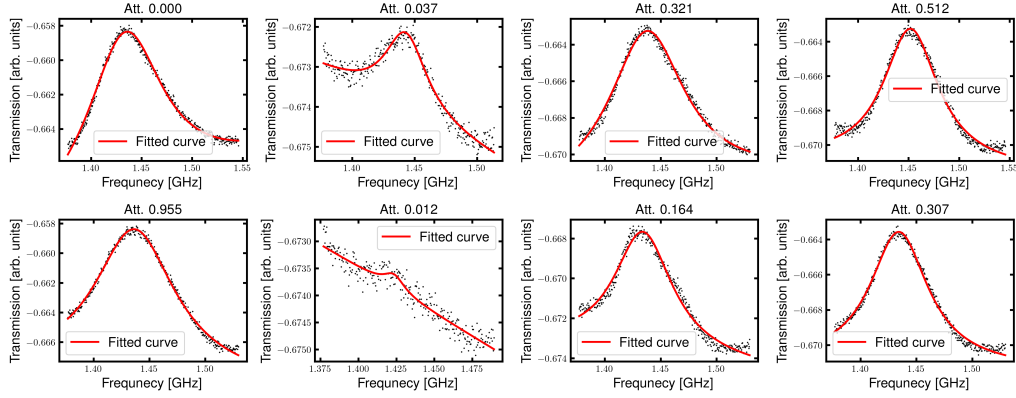 Att. 0.000
Transmission [arb. units]
−0.658
−0.660
−0.662
−0.664
Fitted curve
1.40
1.45
1.50
1.55
Frequnecy [GHz]
Att. 0.037
Transmission [arb. units]
−0.672
−0.673
−0.674
−0.675
Fitted curve
1.40
1.45
1.50
Frequnecy [GHz]
Att. 0.321
Transmission [arb. units]
−0.664
−0.666
−0.668
−0.670
Fitted curve
1.40
1.45
1.50
Frequnecy [GHz]
Att. 0.512
Transmission [arb. units]
−0.664
−0.666
−0.668
−0.670
Fitted curve
1.40
1.45
1.50
1.55
Frequnecy [GHz]
Att. 0.955
Transmission [arb. units]
−0.658
−0.660
−0.662
−0.664
−0.666
Fitted curve
1.40
1.45
1.50
Frequnecy [GHz]
Att. 0.012
Transmission [arb. units]
−0.6730
−0.6735
−0.6740
−0.6745
−0.6750
Fitted curve
1.375
1.400
1.425
1.450
1.475
Frequnecy [GHz]
Att. 0.164
Transmission [arb. units]
−0.668
−0.670
−0.672
−0.674
Fitted curve
1.40
1.45
1.50
Frequnecy [GHz]
Att. 0.307
Transmission [arb. units]
−0.664
−0.666
−0.668
−0.670
Fitted curve
1.40
1.45
1.50
Frequnecy [GHz]